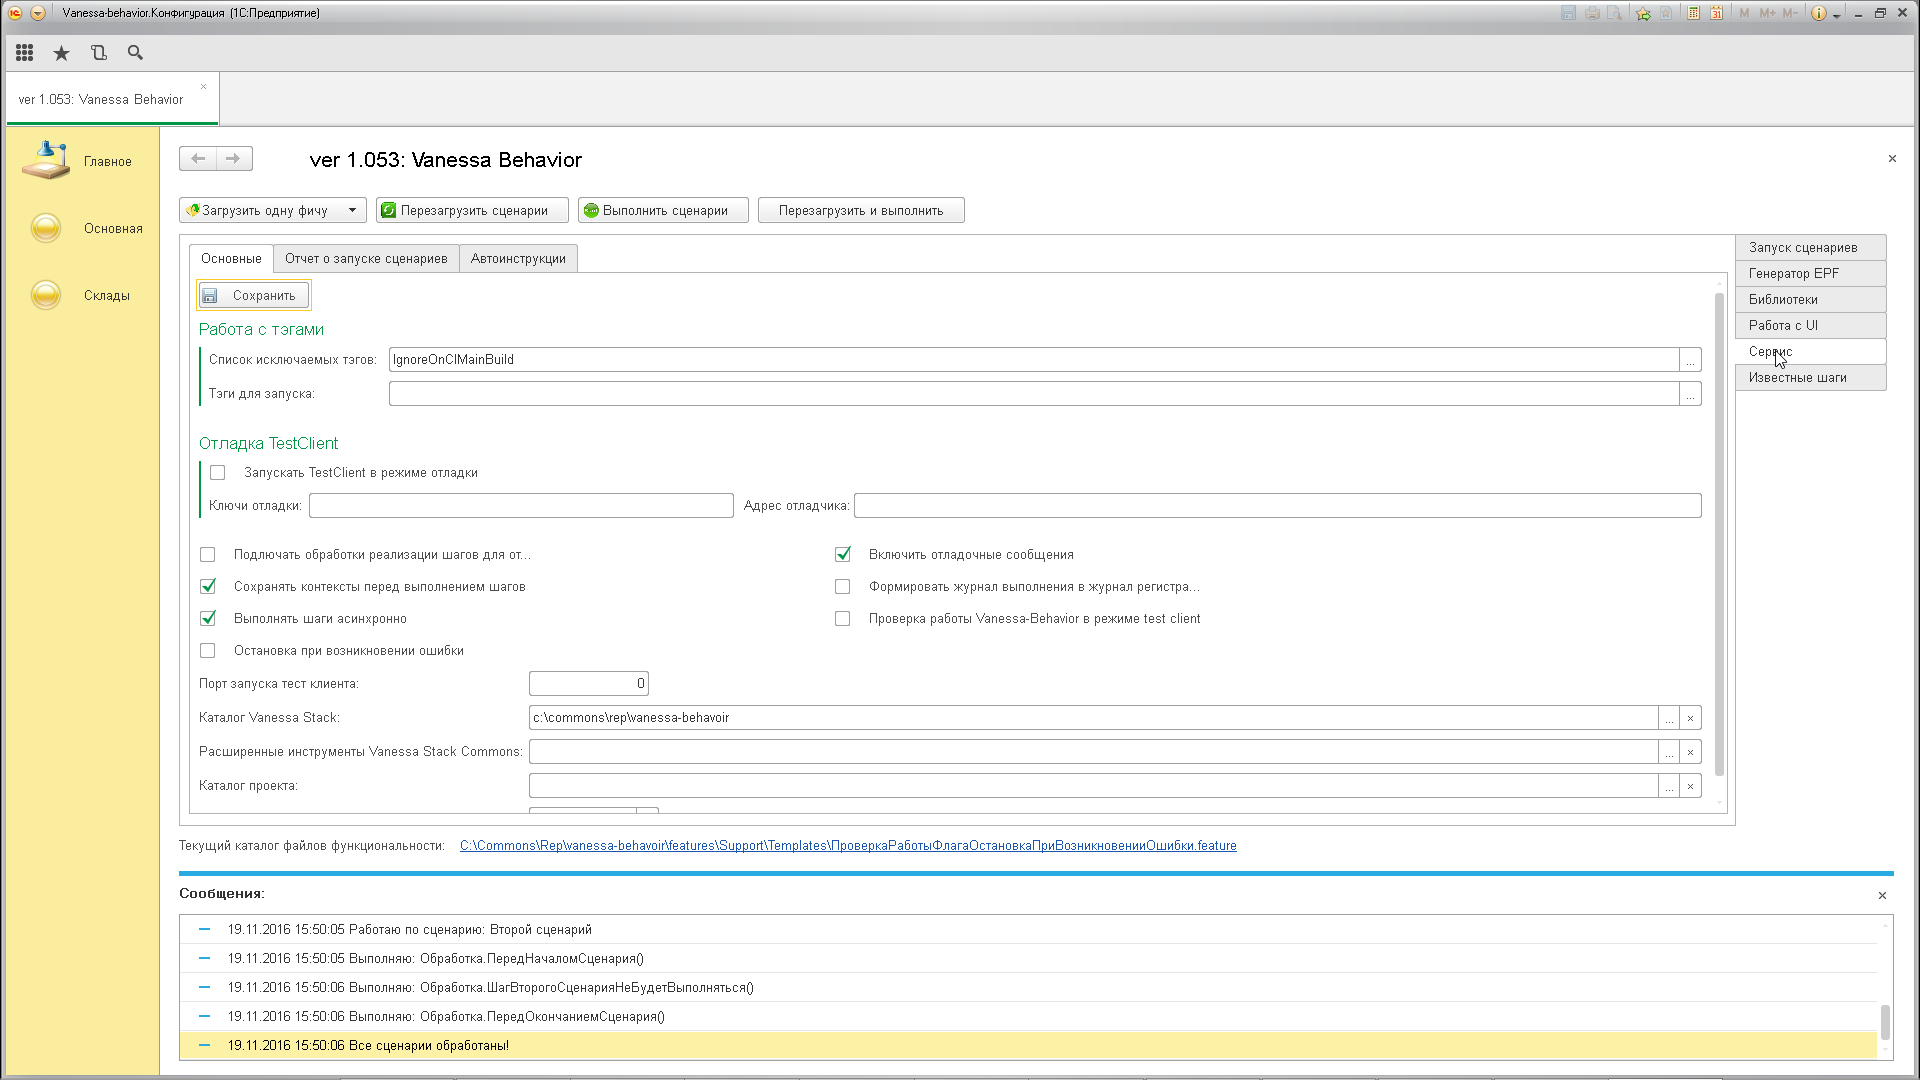 Vanessa-behavior.Конфигурация (1С:Предприятие)
M M+ M-
ver 1.053: Vanessa Behavior
Главное
Основная
Склады
ver 1.053: Vanessa Behavior
Загрузить одну фичу
Перезагрузить сценарии
Выполнить сценарии
Перезагрузить и выполнить
Основные
Отчет о запуске сценариев
Автоинструкции
Запуск сценариев
Генератор EPF
Библиотеки
Работа с UI
Сервис
Известные шаги
Сохранить
Работа с тэгами
Список исключаемых тэгов: IgnoreOnCIMainBuild ...
Тэги для запуска: ...
Отладка TestClient
Запускать TestClient в режиме отладки
Ключи отладки: Адрес отладчика:
Подлючать обработки реализации шагов для от... Включить отладочные сообщения
Сохранять контексты перед выполнением шагов Формировать журнал выполнения в журнал регистра...
Выполнять шаги асинхронно Проверка работы Vanessa-Behavior в режиме test client
Остановка при возникновении ошибки
Порт запуска тест клиента: 0
Каталог Vanessa Stack: c:\commons\rep\vanessa-behavoir ... ×
Расширенные инструменты Vanessa Stack Commons: ... ×
Каталог проекта: ... ×
Текущий каталог файлов функциональности: C:\Commons\Rep\vanessa-behavoir\features\Support\Templates\ПроверкаРаботыФлагаОстановкаПриВозникновенииОшибки.feature
Сообщения:
19.11.2016 15:50:05 Работаю по сценарию: Второй сценарий
19.11.2016 15:50:05 Выполняю: Обработка.ПередНачаломСценария()
19.11.2016 15:50:06 Выполняю: Обработка.ШагВторогоСценарияНеБудетВыполняться()
19.11.2016 15:50:06 Выполняю: Обработка.ПередОкончаниемСценария()
19.11.2016 15:50:06 Все сценарии обработаны!